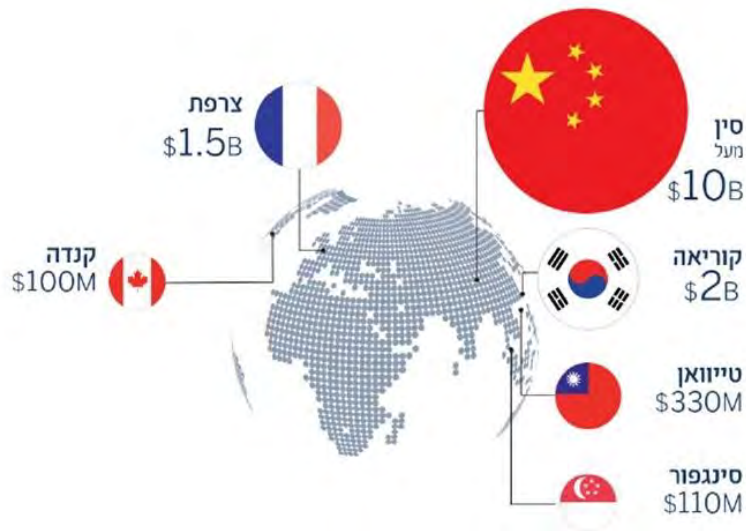 צרפת
$1.5B
סין
מעל
$10B
קנדה
$100M
קוריאה
$2B
טייוואן
$330M
סינגפור
$110M